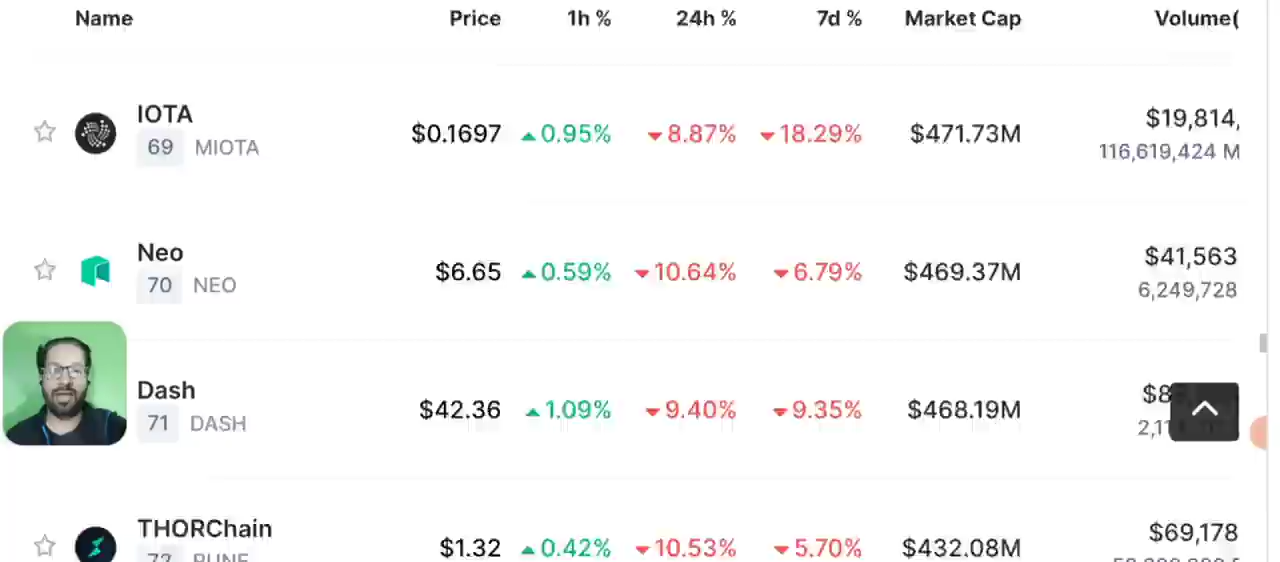 Name Price 1h % 24h % 7d % Market Cap Volume(
IOTA
69 MIOTA $0.1697 0.95% 8.87% 18.29% $471.73M $19,814,
116,619,424 M
Neo
70 NEO $6.65 0.59% 10.64% 6.79% $469.37M $41,563
6,249,728
Dash
71 DASH $42.36 1.09% 9.40% 9.35% $468.19M
THORChain
72 RUNE $1.32 0.42% 10.53% 5.70% $432.08M $69,178